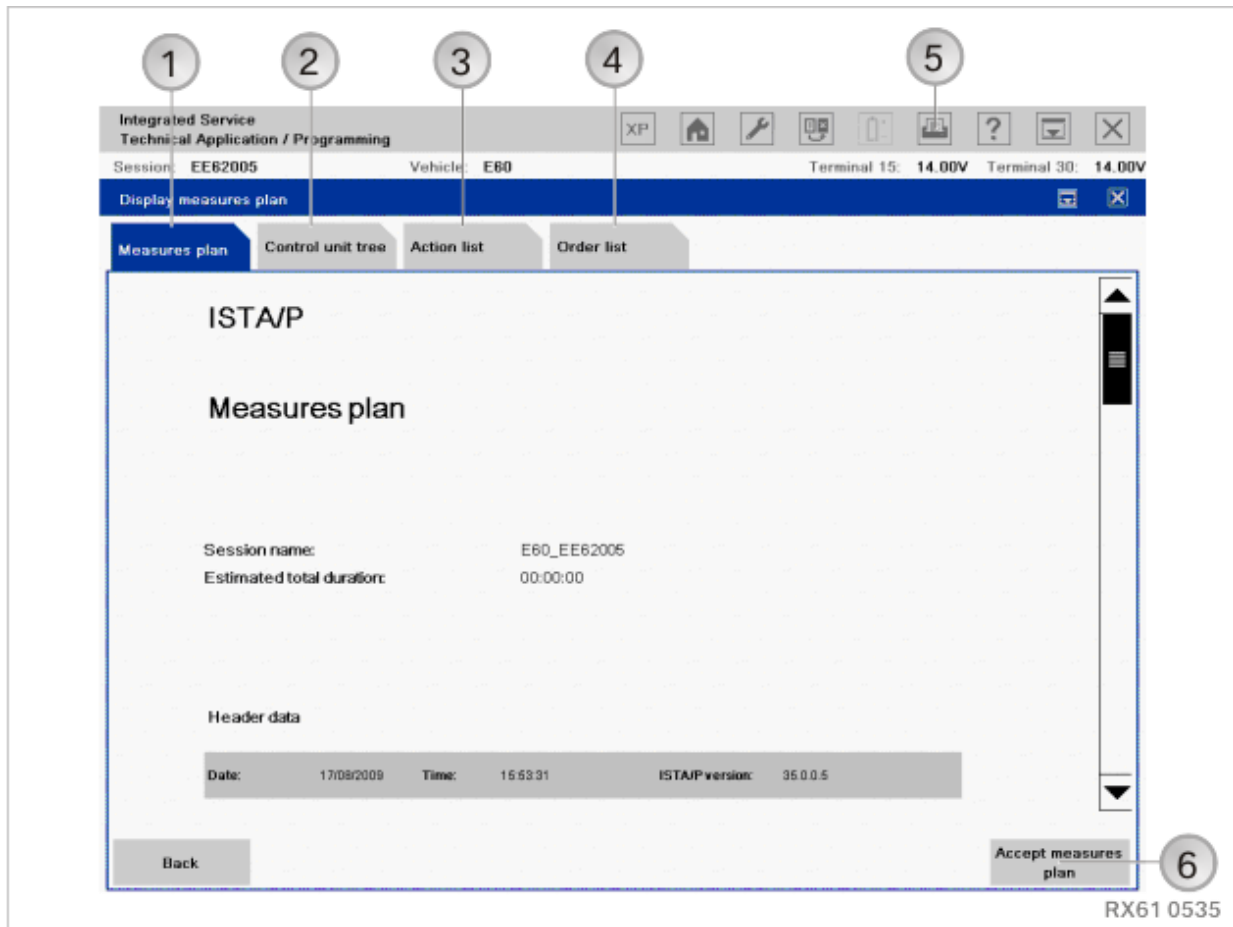 1 2 3 4 5
Integrated Service
Technical Application / Programming
XP ?
Session: EE62005 Vehicle: E60 Terminal 15: 14.00V Terminal 30: 14.00V
Display measures plan
Measures plan Control unit tree Action list Order list
ISTA/P
Measures plan
Session name: E60_EE62005
Estimated total duration: 00:00:00
Header data
Date: 17/08/2009 Time: 15:53:31 ISTA/P version: 35.0.0.5
Back
Accept measures
plan
6
RX61 0535